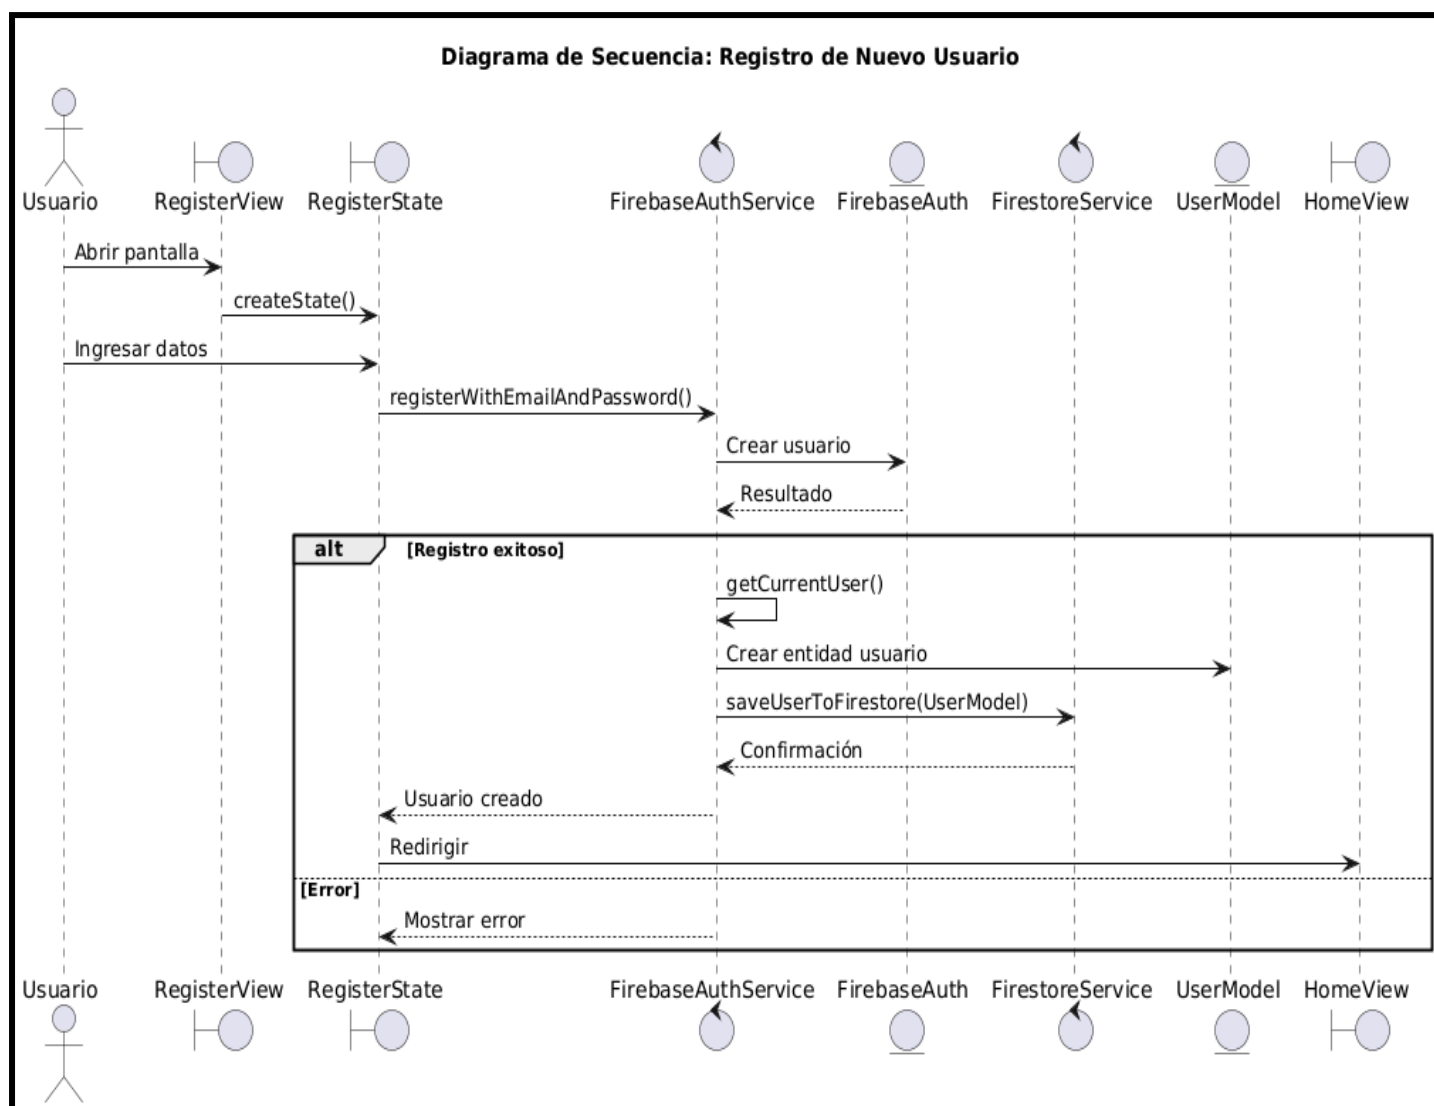 Diagrama de Secuencia: Registro de Nuevo Usuario
Usuario RegisterView RegisterState FirebaseAuthService FirebaseAuth FirestoreService UserModel HomeView
Abrir pantalla
createState()
Ingresar datos
registerWithEmailAndPassword()
Crear usuario
Resultado
alt [Registro exitoso]
getCurrentUser()
Crear entidad usuario
saveUserToFirestore(UserModel)
Confirmación
Usuario creado
Redirigir
[Error]
Mostrar error
Usuario RegisterView RegisterState FirebaseAuthService FirebaseAuth FirestoreService UserModel HomeView